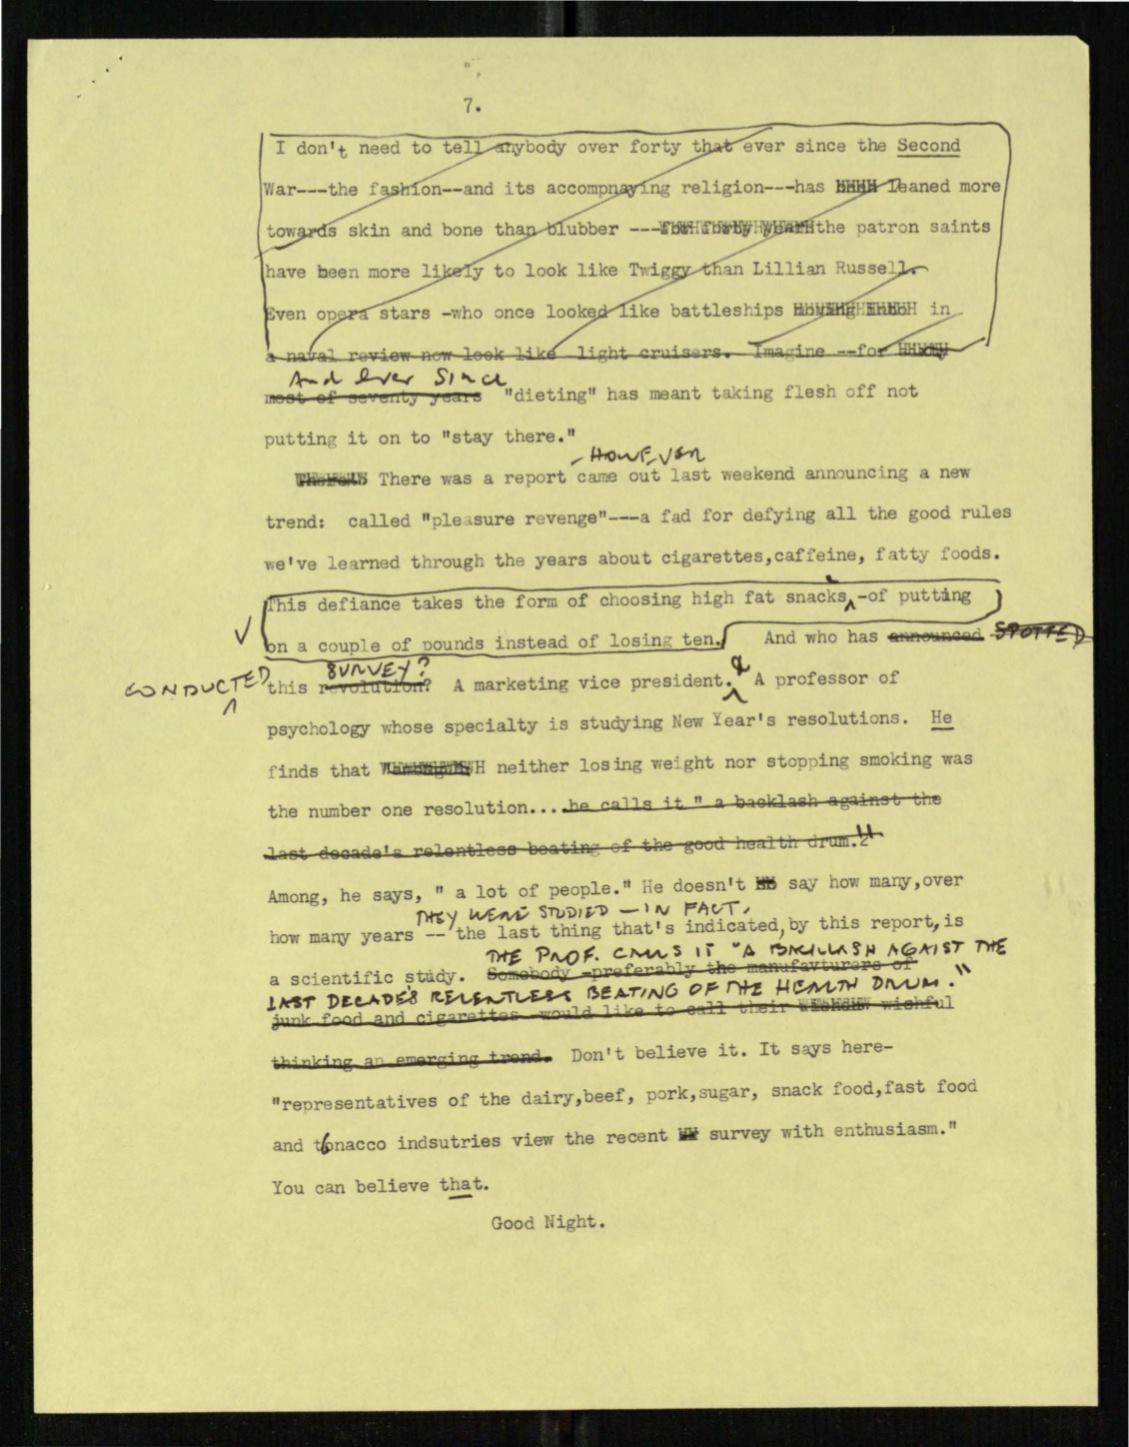 7.
I don't need to tell anybody over forty that ever since the Second
War---the fashion--and its accompnaying religion---has leaned more
towards skin and bone than blubber ---the patron saints
have been more likely to look like Twiggy than Lillian Russell.
Even opera stars -who once looked like battleships in
a naval review now look like light cruisers. Imagine --for
And ever since
most of seventy years "dieting" has meant taking flesh off not
putting it on to "stay there."
- HOWEVER
There was a report came out last weekend announcing a new
trend: called "pleasure revenge"---a fad for defying all the good rules
we've learned through the years about cigarettes,caffeine, fatty foods.
This defiance takes the form of choosing high fat snacks -of putting
on a couple of pounds instead of losing ten. And who has announced SPOTTED
CONDUCTED SURVEY?
this revolution? A marketing vice president. & A professor of
psychology whose specialty is studying New Year's resolutions. He
finds that neither losing weight nor stopping smoking was
the number one resolution....he calls it " a backlash against the
last decade's relentless beating of the good health drum."
Among, he says, " a lot of people." He doesn't say how many,over
THEY WERE STUDIED - IN FACT,
how many years -- the last thing that's indicated,by this report,is
THE PROF. CALLS IT "A BACKLASH AGAIST THE
a scientific study. Somebody -preferably the manufavturers of
LAST DECADE'S RELENTLESS BEATING OF THE HEALTH DRUM."
junk food and cigarettes would like to call their wishful
thinking an emerging trend. Don't believe it. It says here-
"representatives of the dairy,beef, pork,sugar, snack food,fast food
and tobnacco indsutries view the recent survey with enthusiasm."
You can believe that.
Good Night.